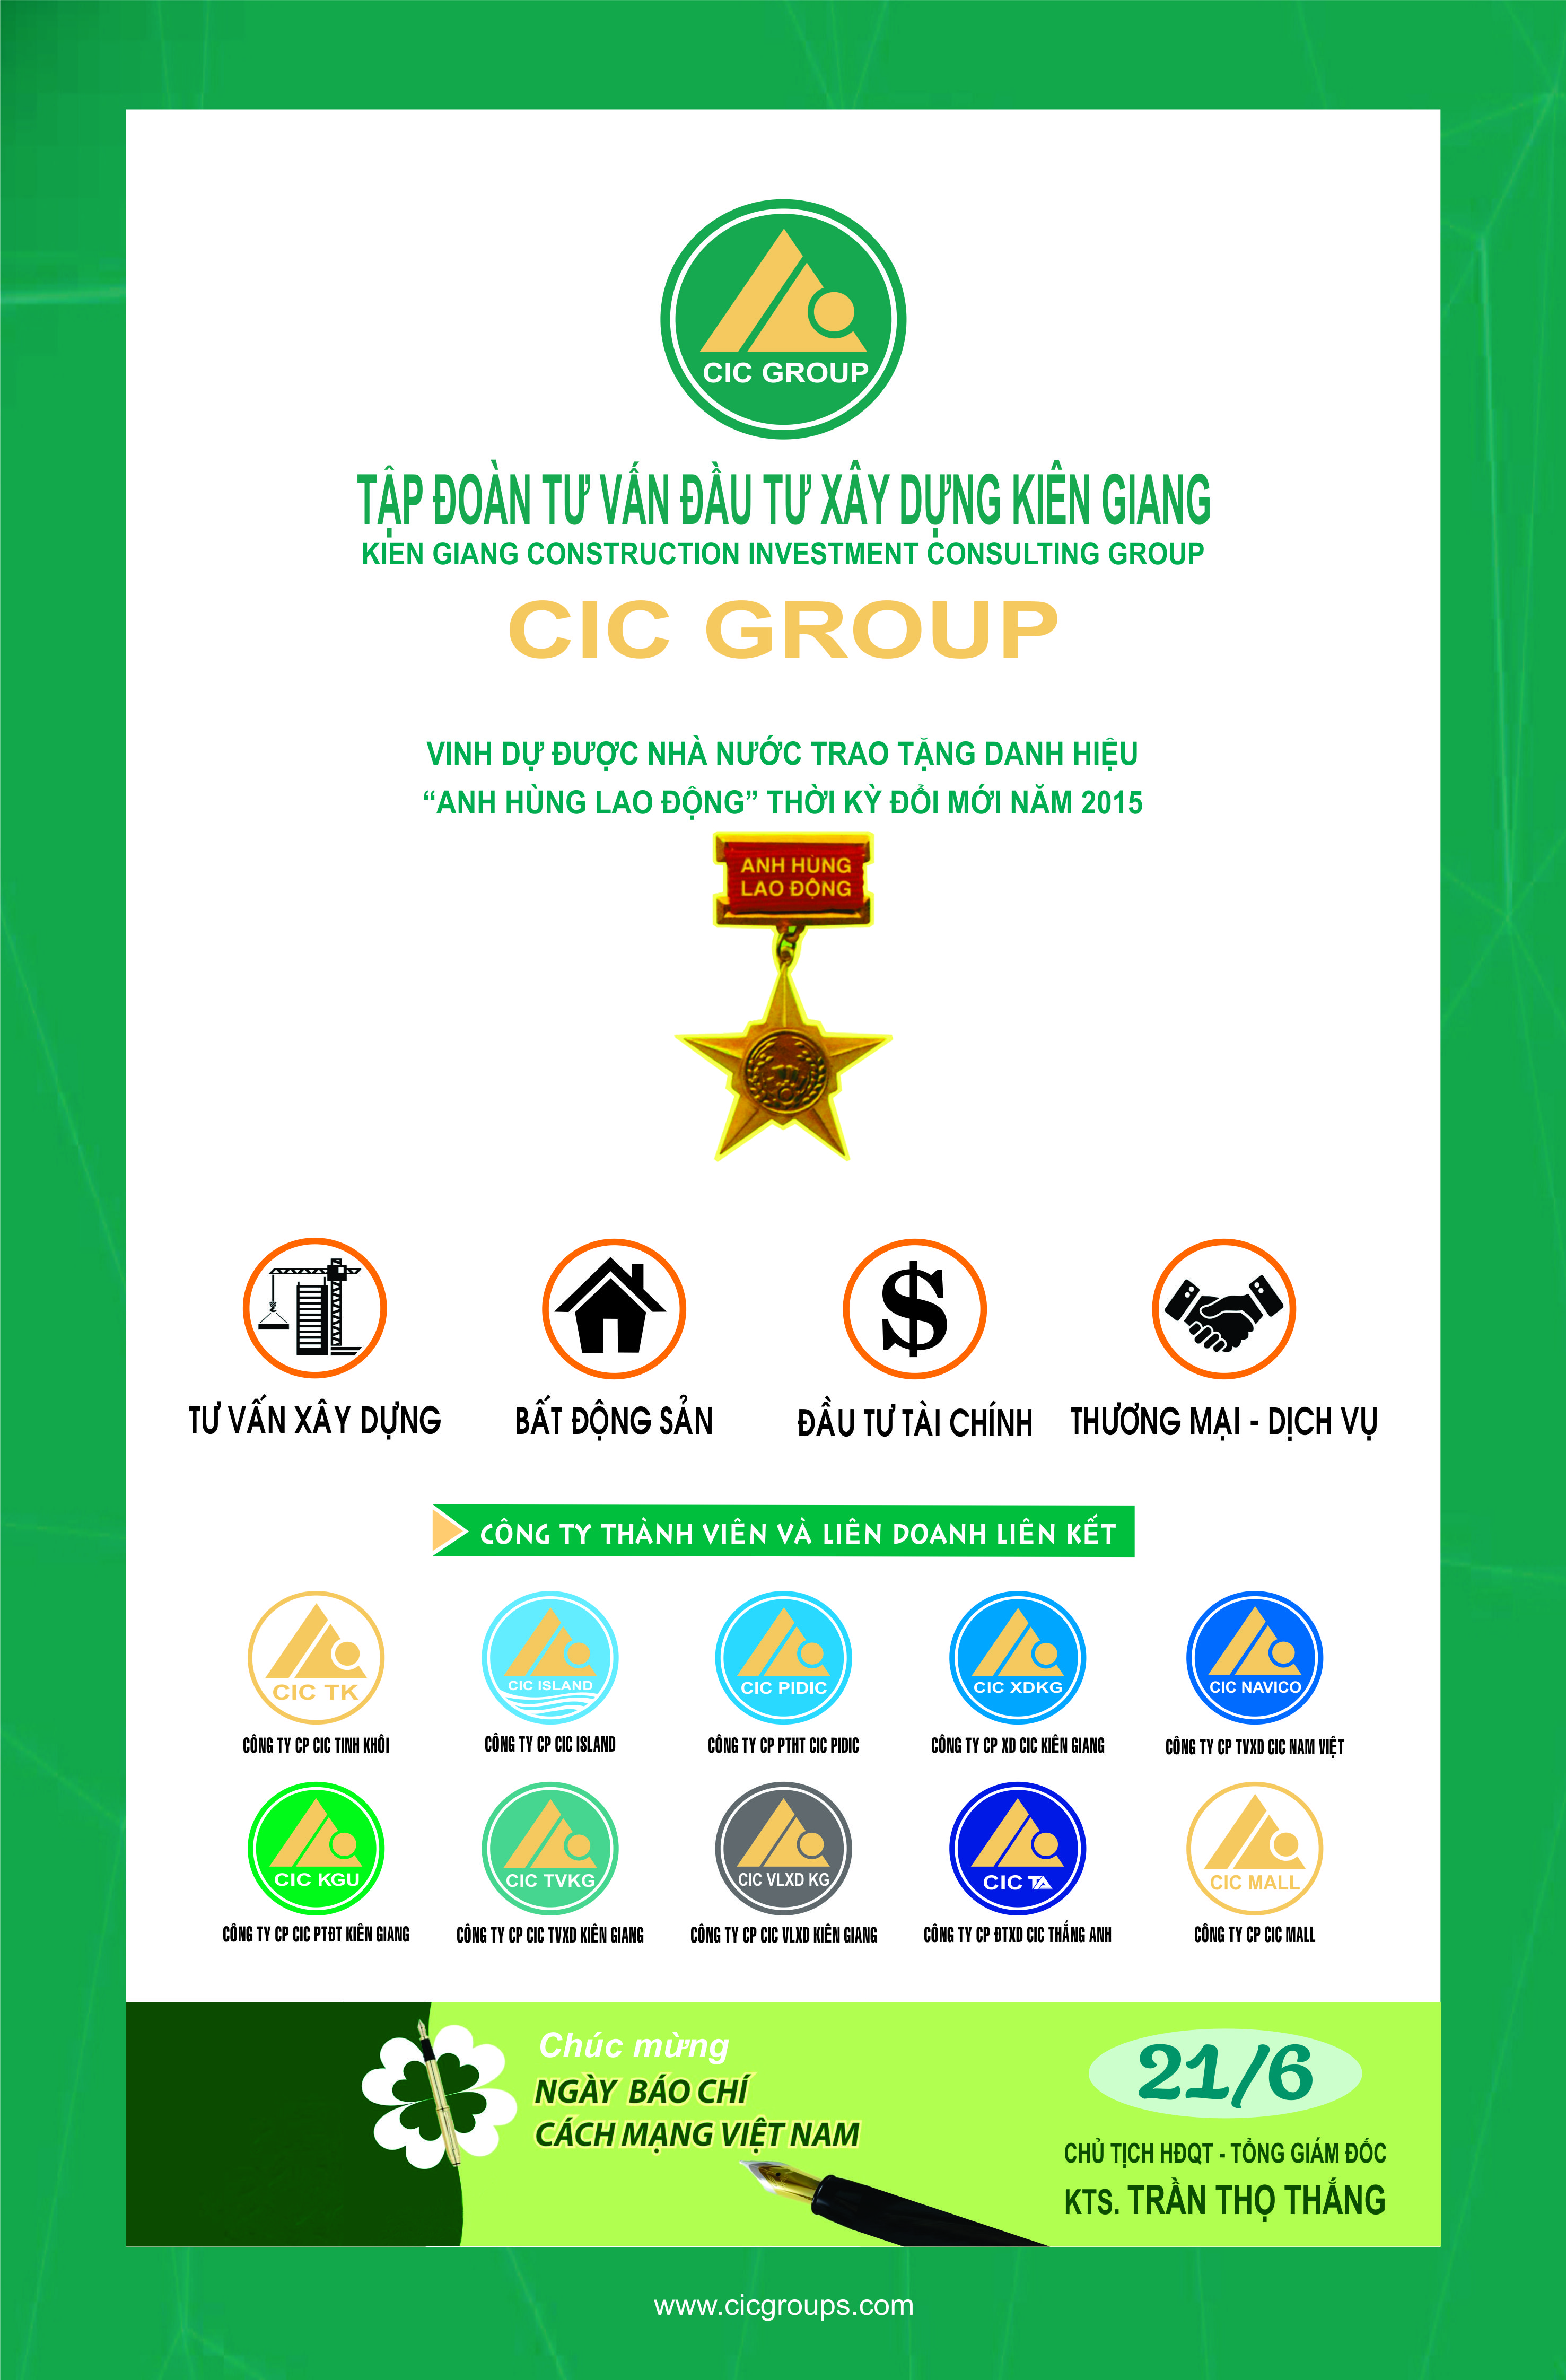 CIC GROUP
TẬP ĐOÀN TƯ VẤN ĐẦU TƯ XÂY DỰNG KIÊN GIANG
KIEN GIANG CONSTRUCTION INVESTMENT CONSULTING GROUP
CIC GROUP
VINH DỰ ĐƯỢC NHÀ NƯỚC TRAO TẶNG DANH HIỆU
“ANH HÙNG LAO ĐỘNG” THỜI KỲ ĐỔI MỚI NĂM 2015
ANH HÙNG
LAO ĐỘNG
$
TƯ VẤN XÂY DỰNG
BẤT ĐỘNG SẢN
ĐẦU TƯ TÀI CHÍNH
THƯƠNG MẠI - DỊCH VỤ
CÔNG TY THÀNH VIÊN VÀ LIÊN DOANH LIÊN KẾT
CIC TK
CIC ISLAND
CIC PIDIC
CIC XDKG
CIC NAVICO
CÔNG TY CP CIC TINH KHÔI
CÔNG TY CP CIC ISLAND
CÔNG TY CP PTHT CIC PIDIC
CÔNG TY CP XD CIC KIÊN GIANG
CÔNG TY CP TVXD CIC NAM VIỆT
CIC KGU
CIC TVKG
CIC VLXD KG
CIC TA
CIC MALL
CÔNG TY CP CIC PTĐT KIÊN GIANG
CÔNG TY CP CIC TVXD KIÊN GIANG
CÔNG TY CP CIC VLXD KIÊN GIANG
CÔNG TY CP ĐTXD CIC THẮNG ANH
CÔNG TY CP CIC MALL
Chúc mừng
NGÀY BÁO CHÍ
CÁCH MẠNG VIỆT NAM
21/6
CHỦ TỊCH HĐQT - TỔNG GIÁM ĐỐC
KTS. TRẦN THỌ THẮNG
www.cicgroups.com